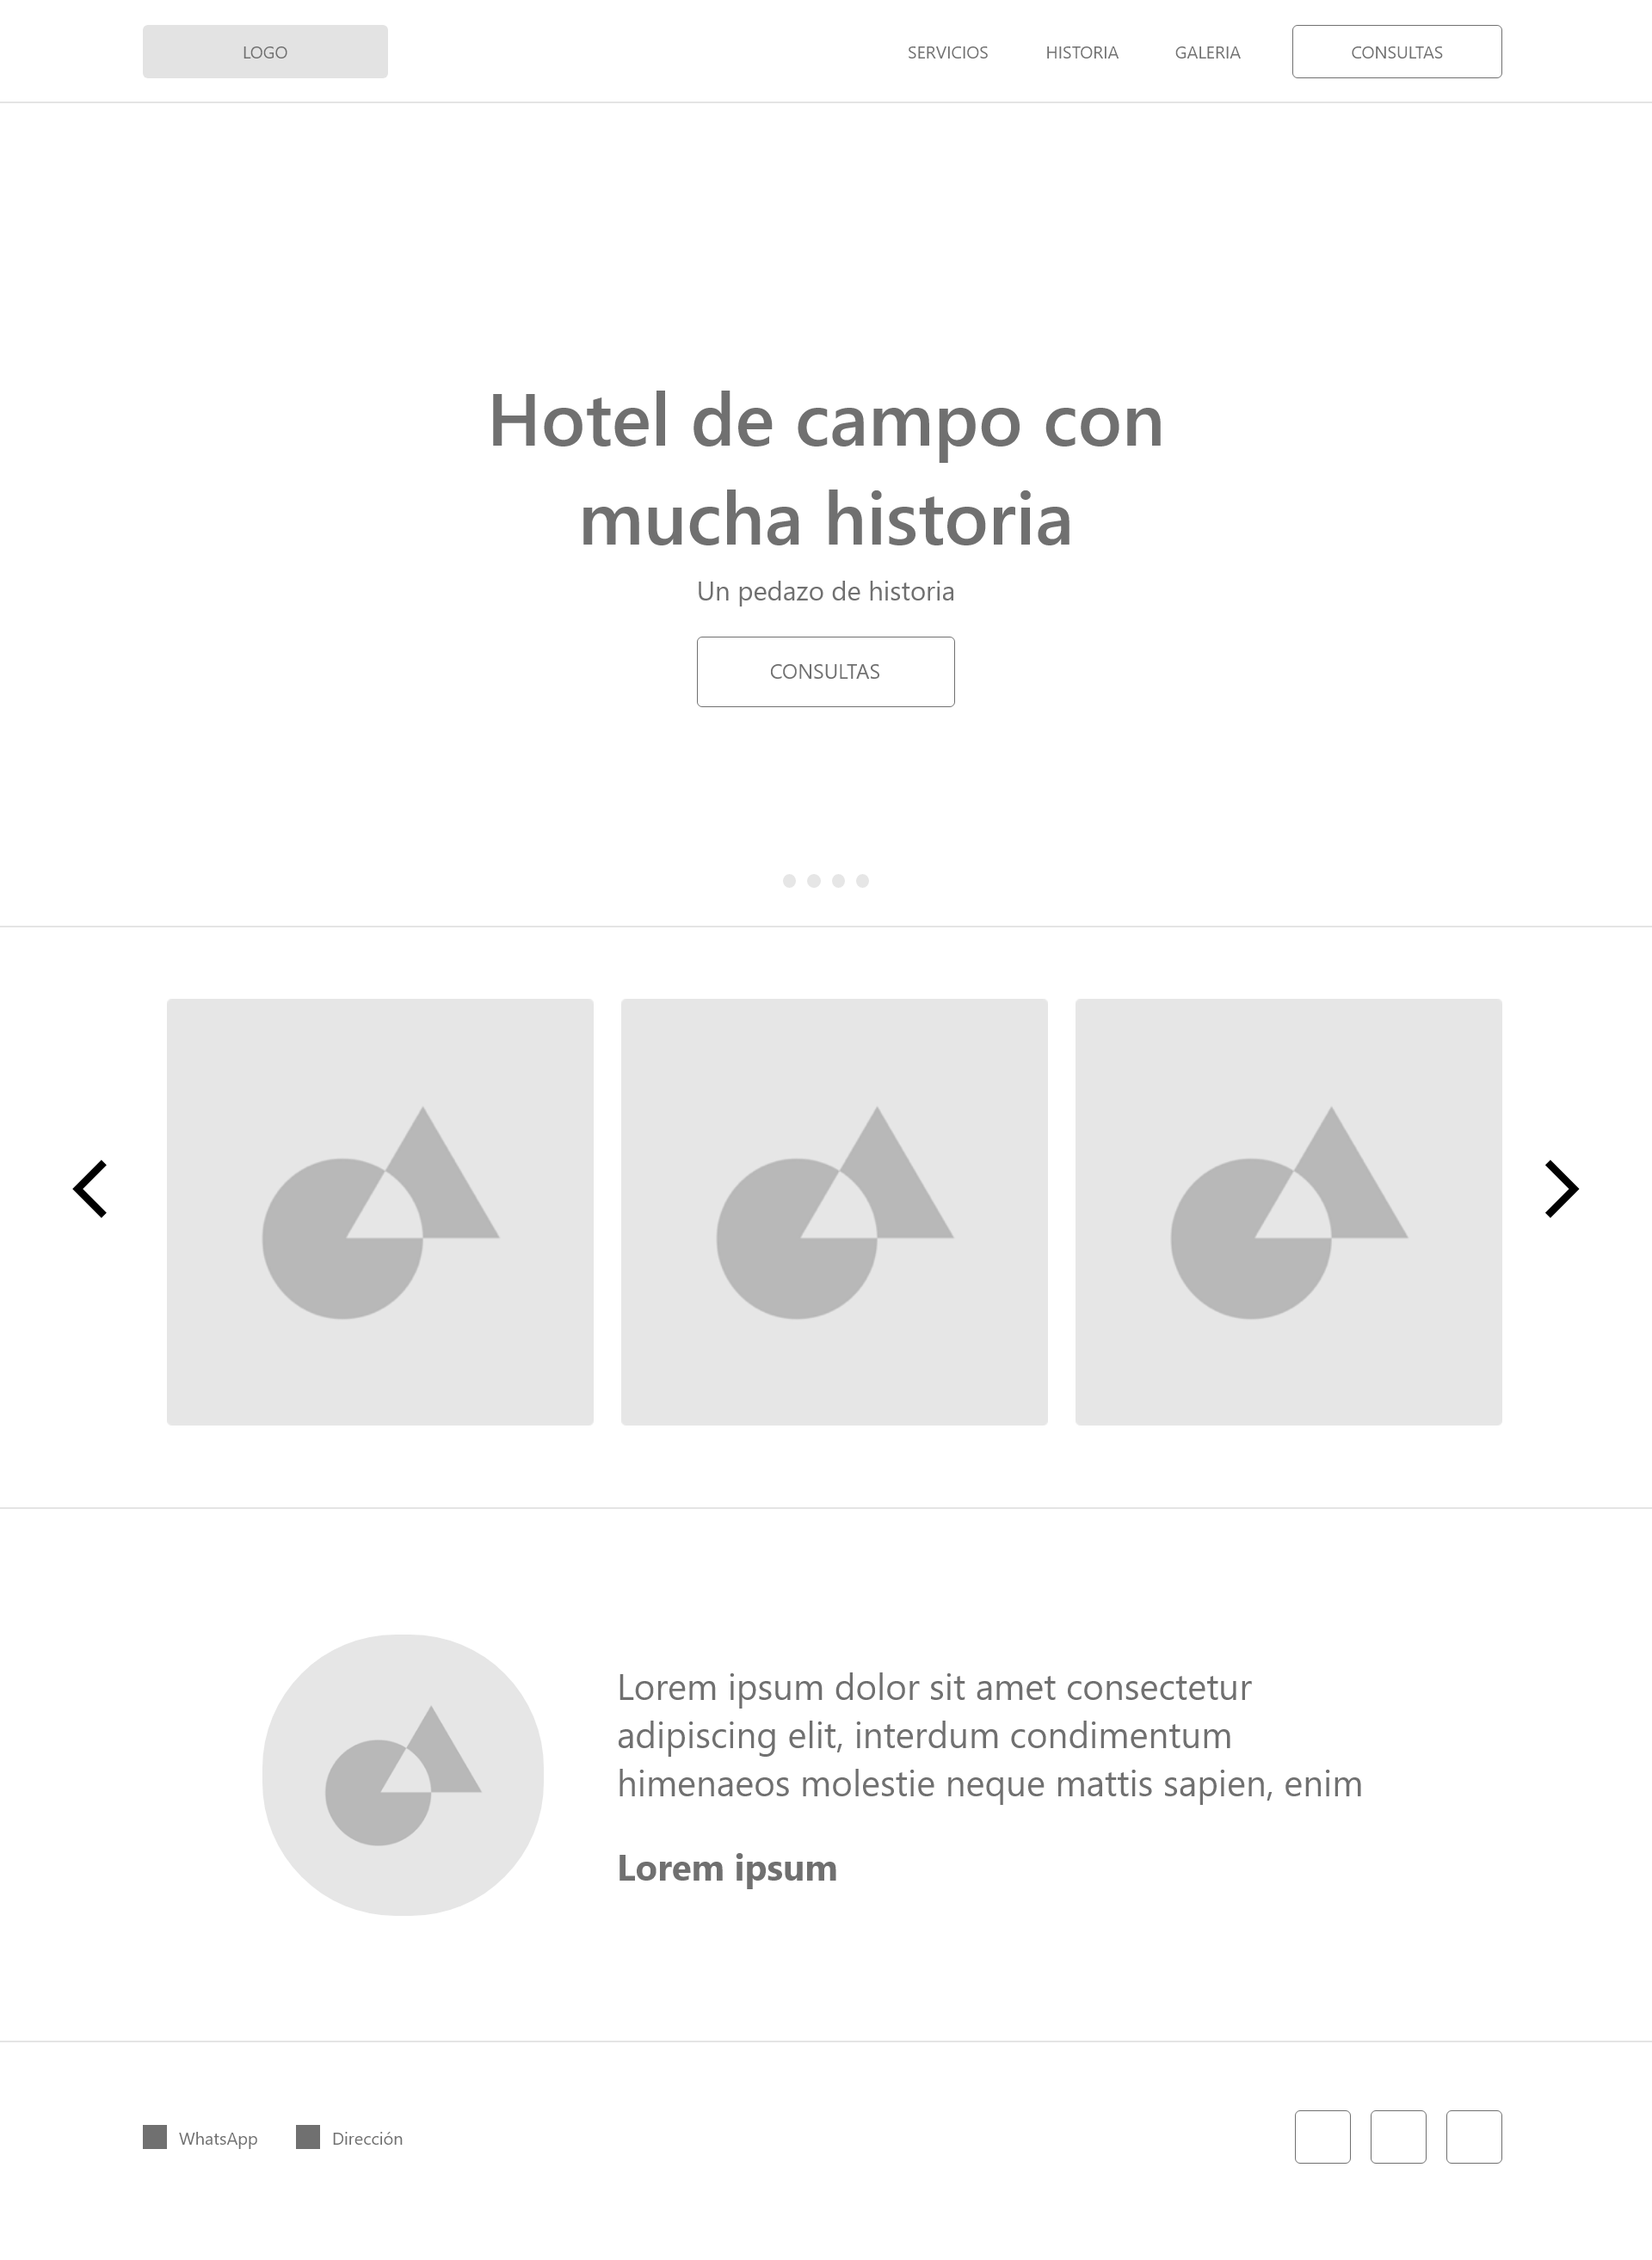 LOGO
SERVICIOS
HISTORIA
GALERIA
CONSULTAS
Hotel de campo con
mucha historia
Un pedazo de historia
CONSULTAS
Lorem ipsum dolor sit amet consectetur
adipiscing elit, interdum condimentum
himenaeos molestie neque mattis sapien, enim
Lorem ipsum
WhatsApp
Dirección